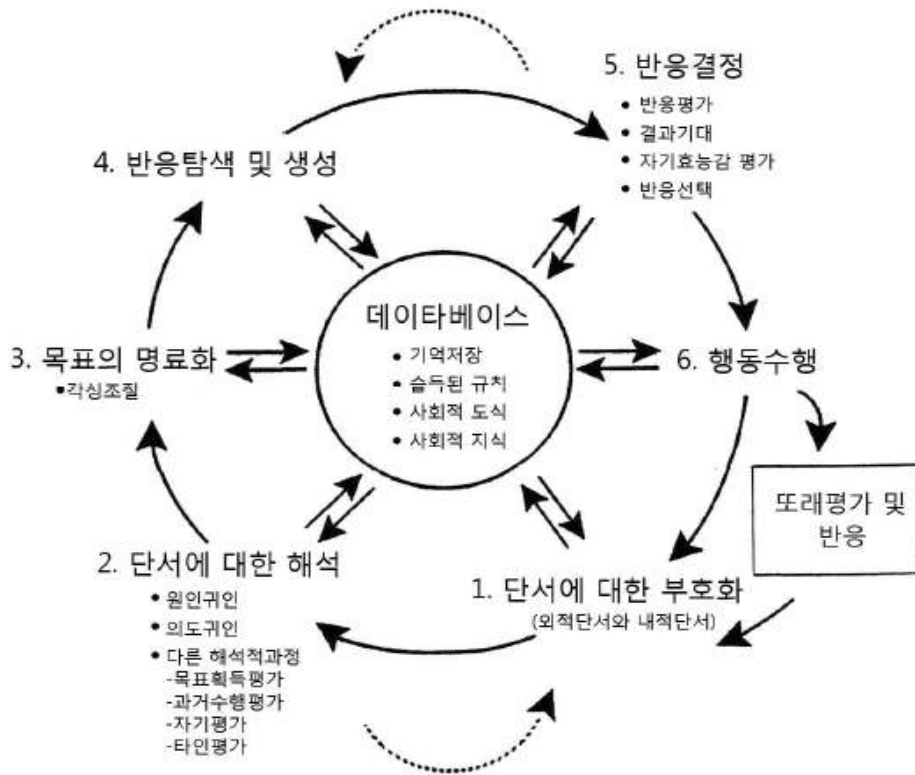 5. 반응결정
• 반응평가
• 결과기대
• 자기효능감 평가
• 반응선택
4. 반응탐색 및 생성
데이타베이스
• 기억저장
• 습득된 규칙
• 사회적 도식
• 사회적 지식
3. 목표의 명료화
▪각성조절
6. 행동수행
또래평가 및
반응
2. 단서에 대한 해석
• 원인귀인
• 의도귀인
• 다른 해석적과정
-목표획득평가
-과거수행평가
-자기평가
-타인평가
1. 단서에 대한 부호화
(외적단서와 내적단서)